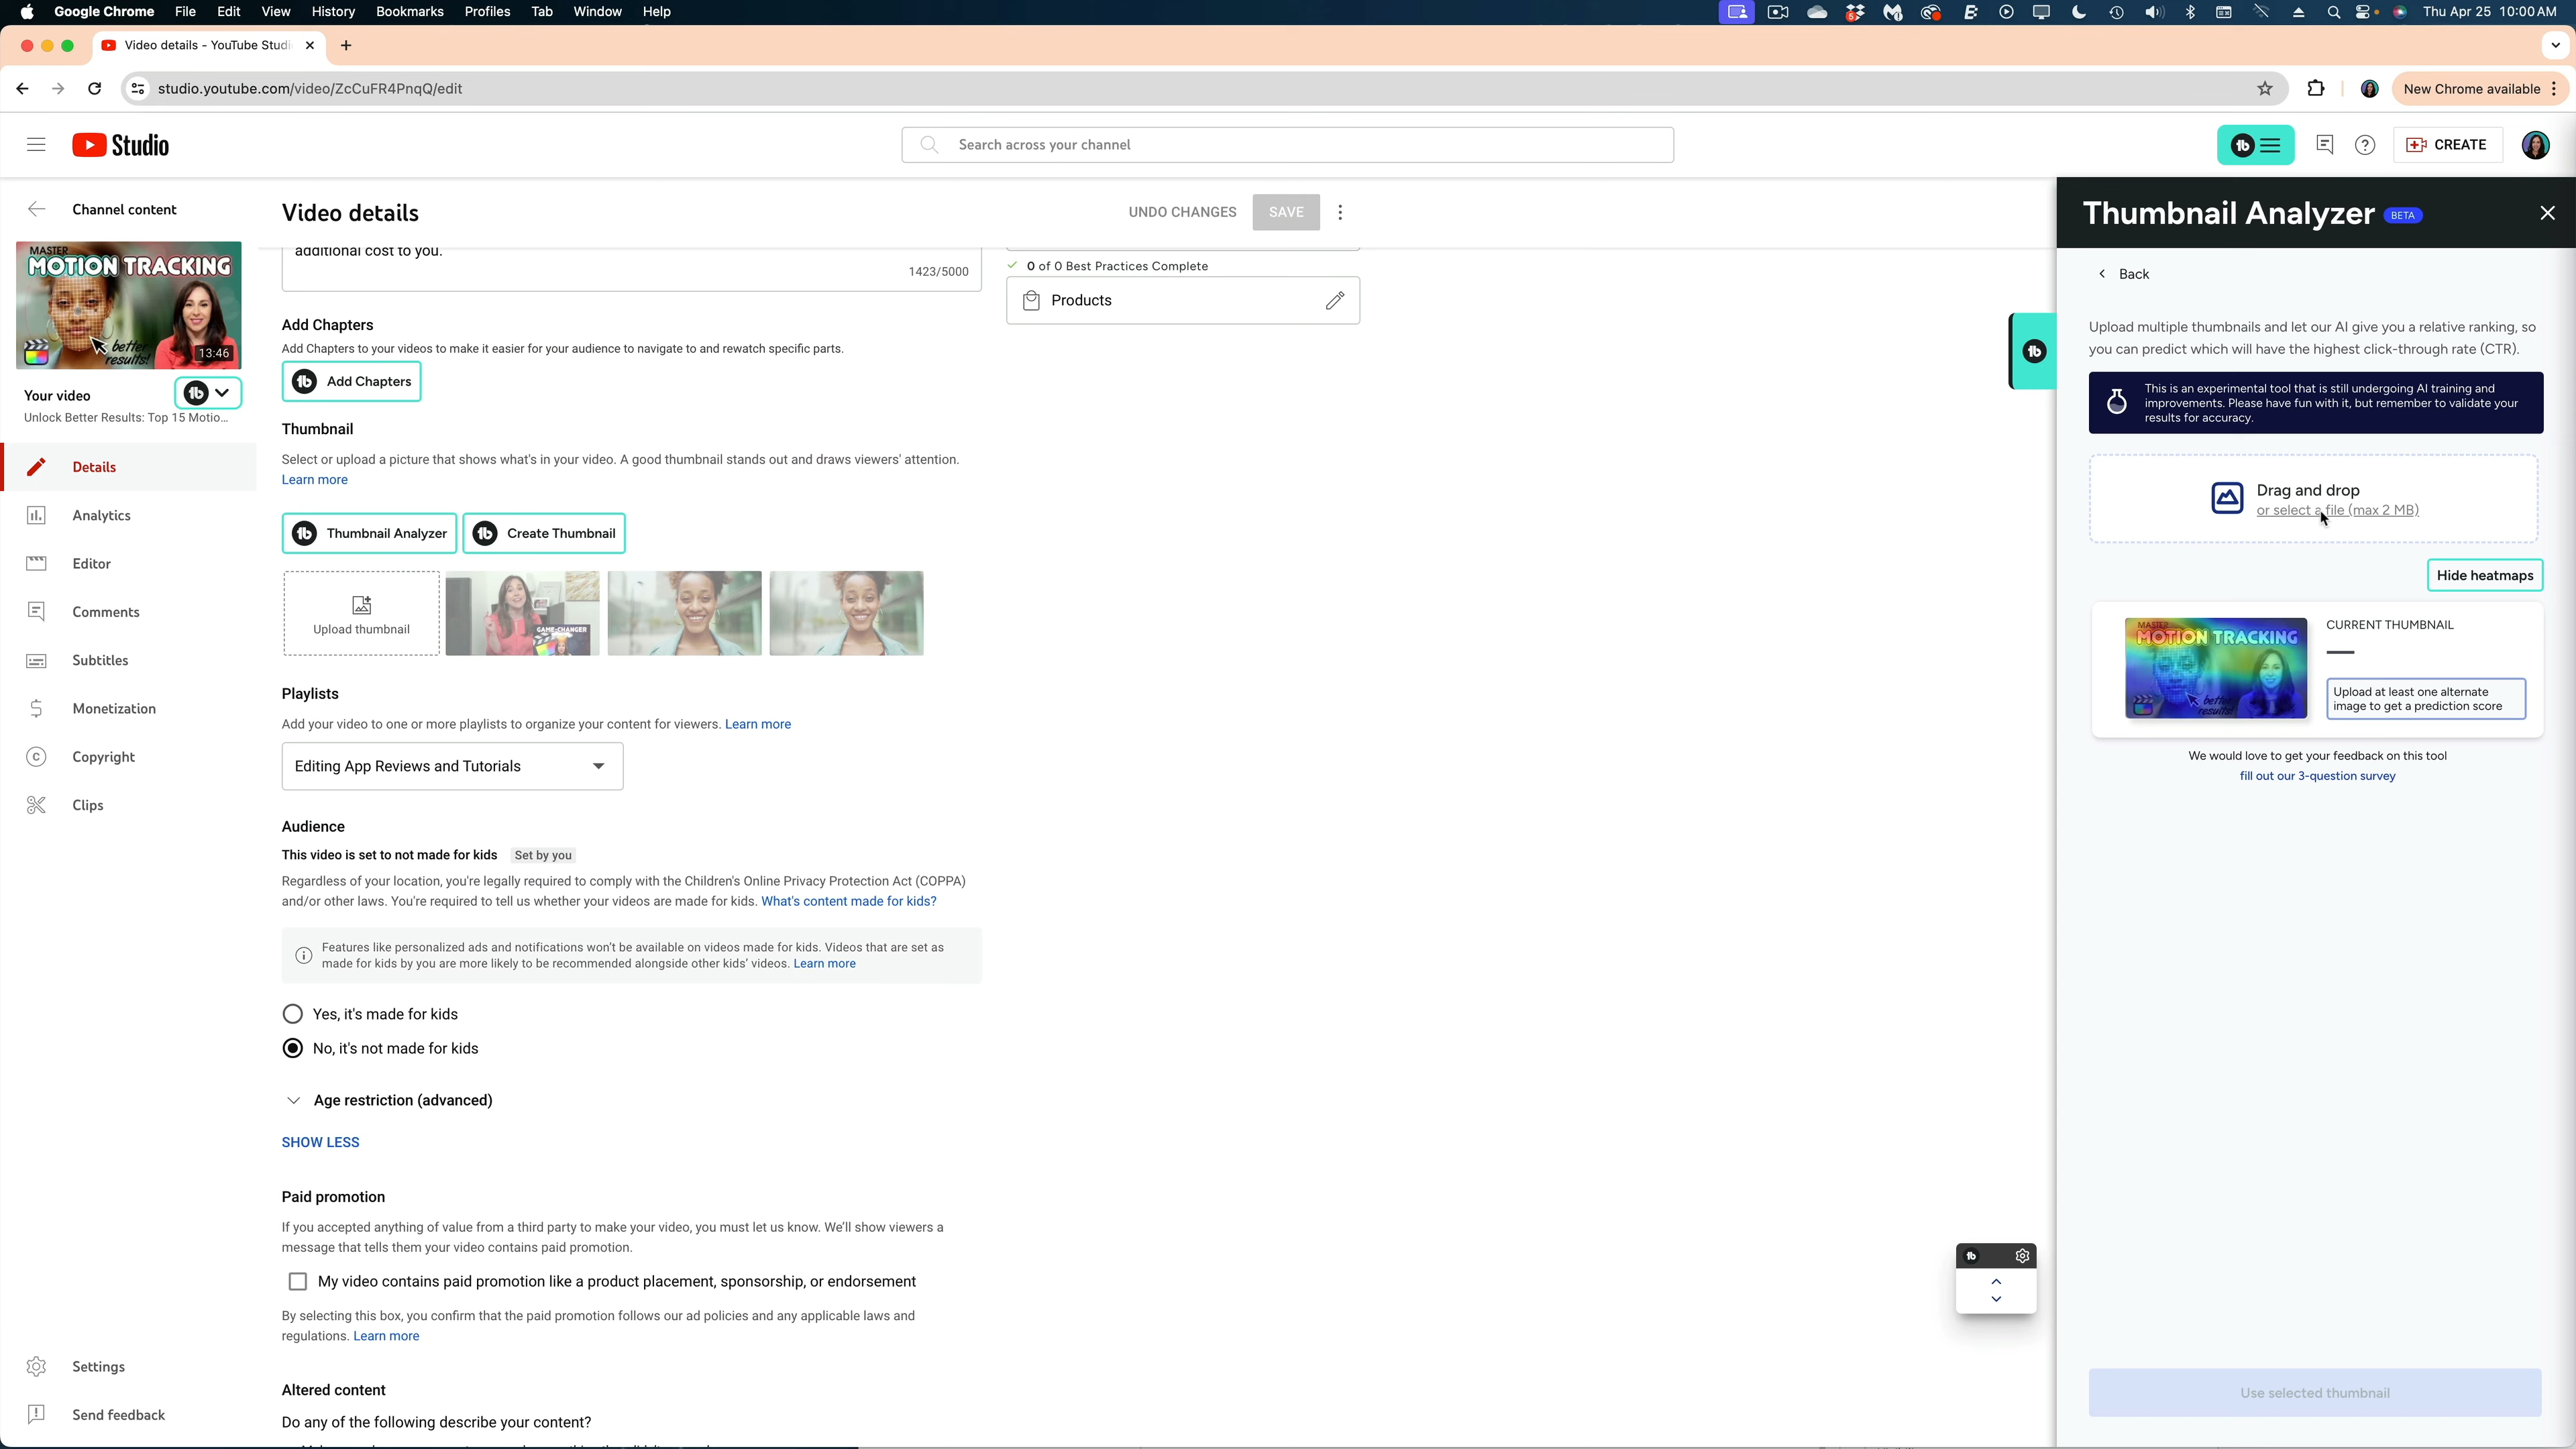 Google Chrome File Edit View History Bookmarks Profiles Tab Window Help Thu Apr 25 10:00 AM
Video details - YouTube Studi
studio.youtube.com/video/ZcCuFR4PnqQ/edit
New Chrome available
Studio
Search across your channel
CREATE
Channel content
Video details
UNDO CHANGES
SAVE
Thumbnail Analyzer BETA
MASTER
MOTION TRACKING
better
results!
13:46
Your video
Unlock Better Results: Top 15 Motio...
Details
Analytics
Editor
Comments
Subtitles
Monetization
Copyright
Clips
Settings
Send feedback
additional cost to you.
1423/5000
0 of 0 Best Practices Complete
Products
Add Chapters
Add Chapters to your videos to make it easier for your audience to navigate to and rewatch specific parts.
tb Add Chapters
Thumbnail
Select or upload a picture that shows what's in your video. A good thumbnail stands out and draws viewers' attention.
Learn more
tb Thumbnail Analyzer
tb Create Thumbnail
Upload thumbnail
GAME-CHANGER
Playlists
Add your video to one or more playlists to organize your content for viewers. Learn more
Editing App Reviews and Tutorials
Audience
This video is set to not made for kids Set by you
Regardless of your location, you're legally required to comply with the Children's Online Privacy Protection Act (COPPA)
and/or other laws. You're required to tell us whether your videos are made for kids. What's content made for kids?
Features like personalized ads and notifications won't be available on videos made for kids. Videos that are set as
made for kids by you are more likely to be recommended alongside other kids' videos. Learn more
Yes, it's made for kids
No, it's not made for kids
Age restriction (advanced)
SHOW LESS
Paid promotion
If you accepted anything of value from a third party to make your video, you must let us know. We'll show viewers a
message that tells them your video contains paid promotion.
My video contains paid promotion like a product placement, sponsorship, or endorsement
By selecting this box, you confirm that the paid promotion follows our ad policies and any applicable laws and
regulations. Learn more
Altered content
Do any of the following describe your content?
Back
Upload multiple thumbnails and let our AI give you a relative ranking, so
you can predict which will have the highest click-through rate (CTR).
This is an experimental tool that is still undergoing AI training and
improvements. Please have fun with it, but remember to validate your
results for accuracy.
Drag and drop
or select a file (max 2 MB)
Hide heatmaps
MASTER
MOTION TRACKING
better
results!
CURRENT THUMBNAIL
Upload at least one alternate
image to get a prediction score
We would love to get your feedback on this tool
fill out our 3-question survey
Use selected thumbnail